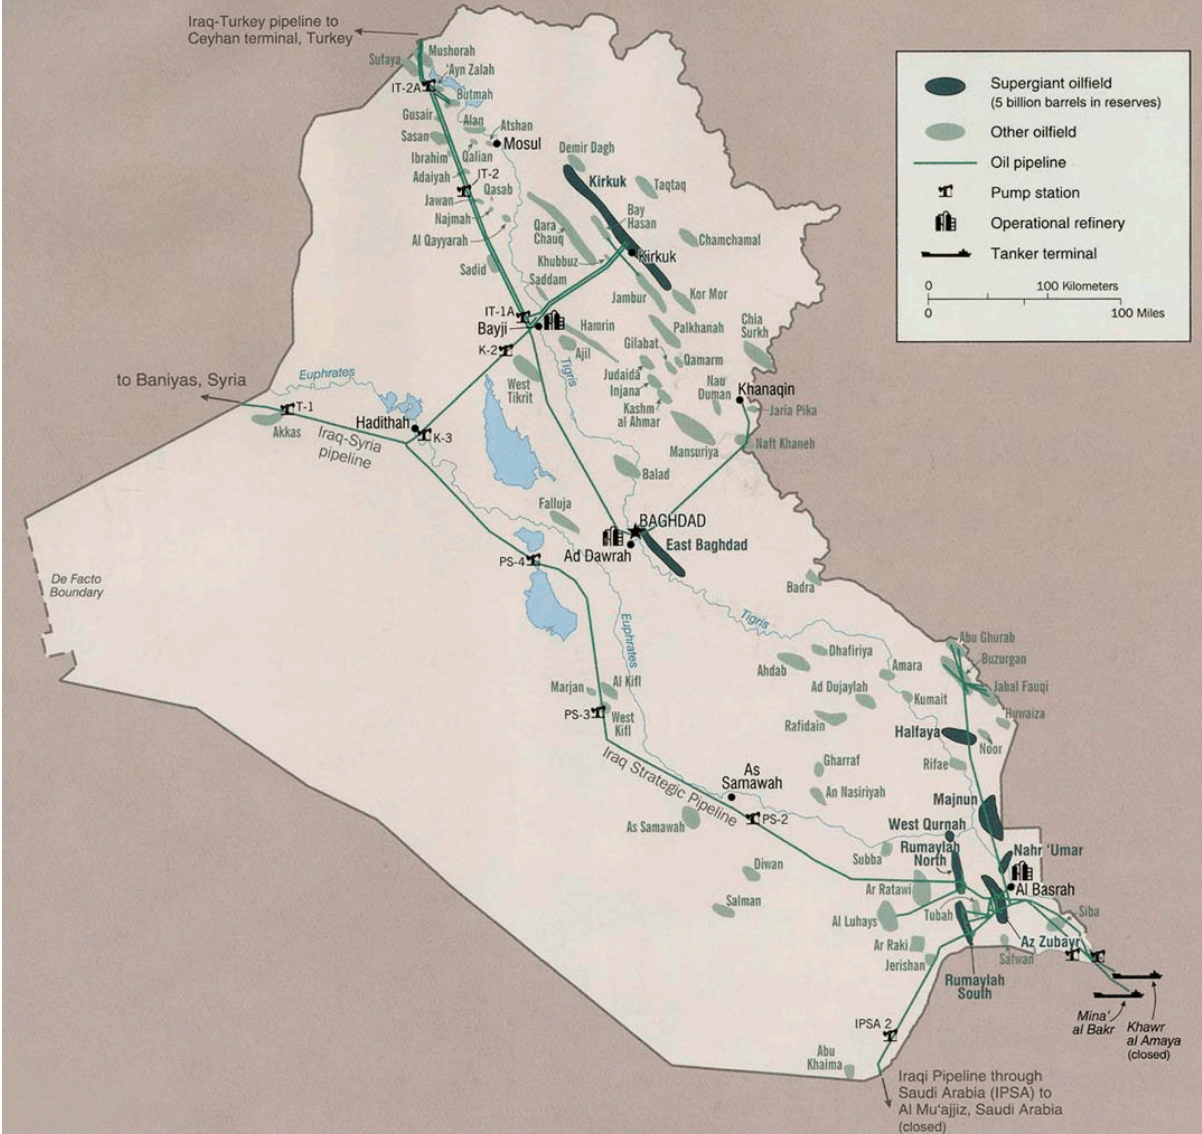 Iraq-Turkey pipeline to
Ceyhan terminal, Turkey
Mushorah
Sufaya
'Ayn Zalah
IT-2A
Butmah
Gusair
Alan
Atshan
Sasan
Mosul
Ibrahim
Qalian
Adaiyah
IT-2
Qasab
Jawan
Najmah
Al Qayyarah
Sadid
Demir Dagh
Kirkuk
Taqtaq
Bay
Hasan
Qara
Chauq
Chamchamal
Khubbuz
Kirkuk
Saddam
Jambur
Kor Mor
IT-1A
Bayji
Hamrin
Palkhanah
Chia
Surkh
K-2
Ajil
Gilabat
Qamarm
Judaida
Injana
Nau
Duman
Khanaqin
West
Tikrit
Tigris
Kashm
al Ahmar
Jaria Pika
to Baniyas, Syria
Euphrates
T-1
Akkas
Hadithah
K-3
Iraq-Syria
pipeline
Mansuriya
Naft Khaneh
Balad
Falluja
BAGHDAD
Ad Dawrah
East Baghdad
PS-4
De Facto
Boundary
Badra
Euphrates
Tigris
Abu Ghurab
Dhafiriya
Buzurgan
Ahdab
Amara
Jabal Fauqi
Marjan
Al Kifl
Ad Dujaylah
Kumait
Huwaiza
PS-3
West
Kifl
Rafidain
Halfaya
Noor
Rifae
Gharraf
Iraq Strategic Pipeline
As
Samawah
An Nasiriyah
Majnun
As Samawah
PS-2
West Qurnah
Rumaylah
North
Nahr 'Umar
Subba
Diwan
Ar Ratawi
Al Basrah
Salman
Al Luhays
Tubah
Siba
Ar Raki
Az Zubayr
Jerishan
Safwan
Rumaylah
South
IPSA 2
Mina'
al Bakr
Khawr
al Amaya
(closed)
Abu
Khaima
Iraqi Pipeline through
Saudi Arabia (IPSA) to
Al Mu'ajjiz, Saudi Arabia
(closed)
Supergiant oilfield
(5 billion barrels in reserves)
Other oilfield
Oil pipeline
Pump station
Operational refinery
Tanker terminal
0 100 Kilometers
0 100 Miles